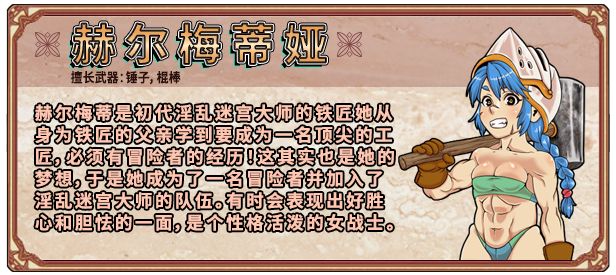 赫尔梅蒂娅
擅长武器：锤子，棍棒
赫尔梅蒂是初代淫乱迷宫大师的铁匠她从
身为铁匠的父亲学到要成为一名顶尖的工
匠，必须有冒险者的经历！这其实也是她的
梦想，于是她成为了一名冒险者并加入了
淫乱迷宫大师的队伍。有时会表现出好胜
心和胆怯的一面，是个性格活泼的女战士。